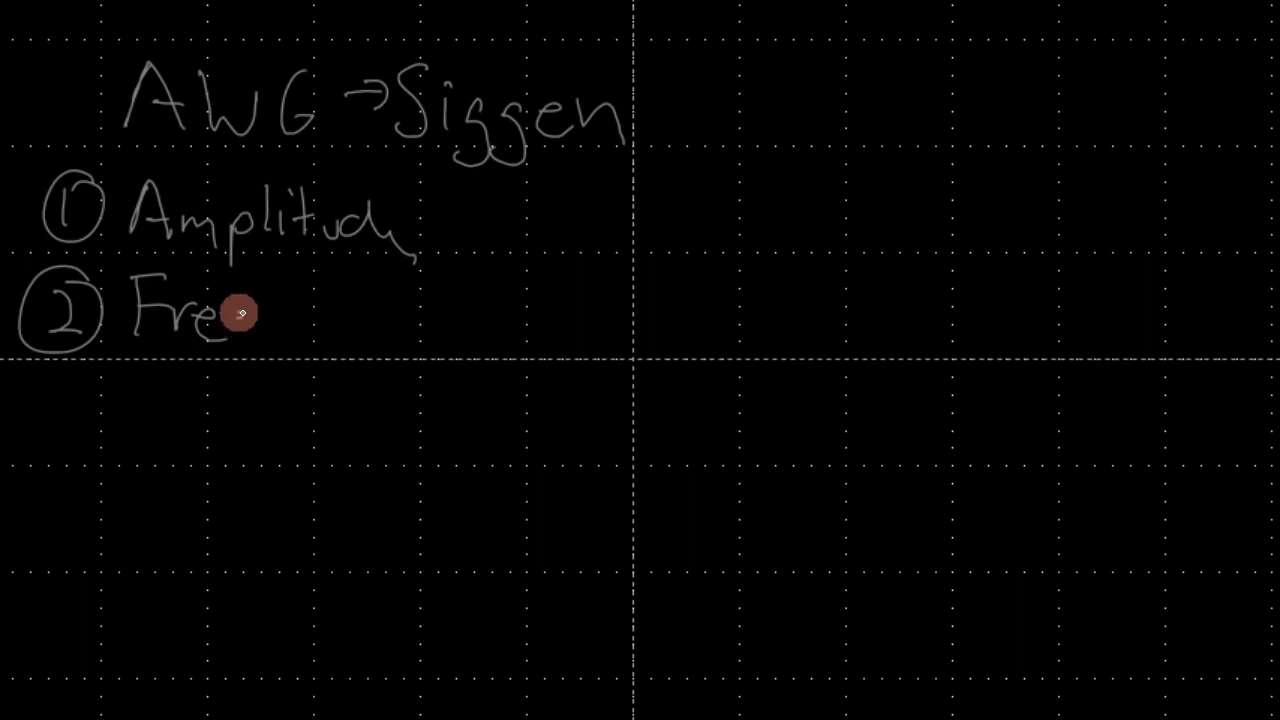 AWG → Siggen
① Amplitude
② Fre